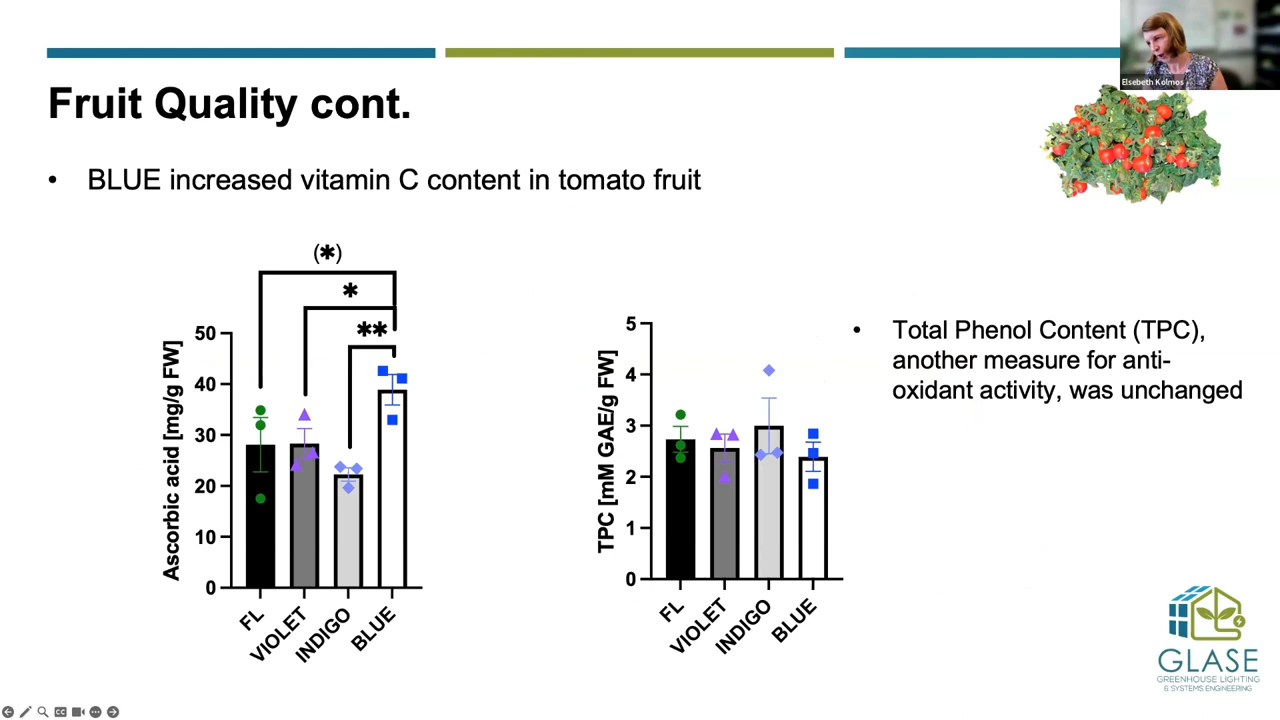 Elsebeth Kolmos
Fruit Quality cont.
• BLUE increased vitamin C content in tomato fruit
(*)
*
**
Ascorbic acid [mg/g FW]
50
40
30
20
10
0
FL
VIOLET
INDIGO
BLUE
TPC [mM GAE/g FW]
5
4
3
2
1
0
FL
VIOLET
INDIGO
BLUE
• Total Phenol Content (TPC),
another measure for anti-
oxidant activity, was unchanged
GLASE
GREENHOUSE LIGHTING
& SYSTEMS ENGINEERING
CC